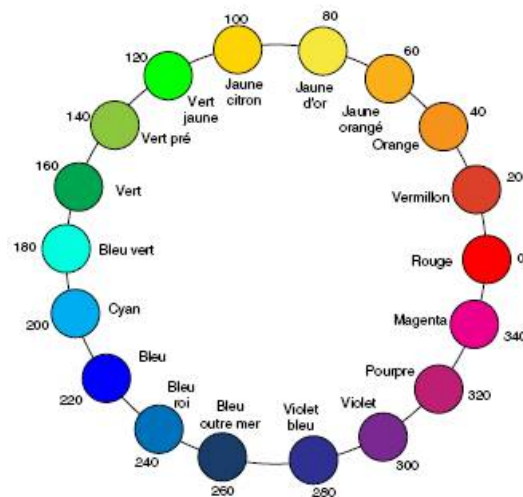 100
80
120
60
Jaune
citron
Jaune
d'or
Vert
jaune
Jaune
orangé
140
40
Vert pré
Orange
160
20
Vert
Vermillon
180
Bleu vert
Rouge
0
Cyan
Magenta
200
340
Bleu
Pourpre
220
320
Bleu
roi
Bleu
outre mer
Violet
bleu
Violet
240
300
260
280